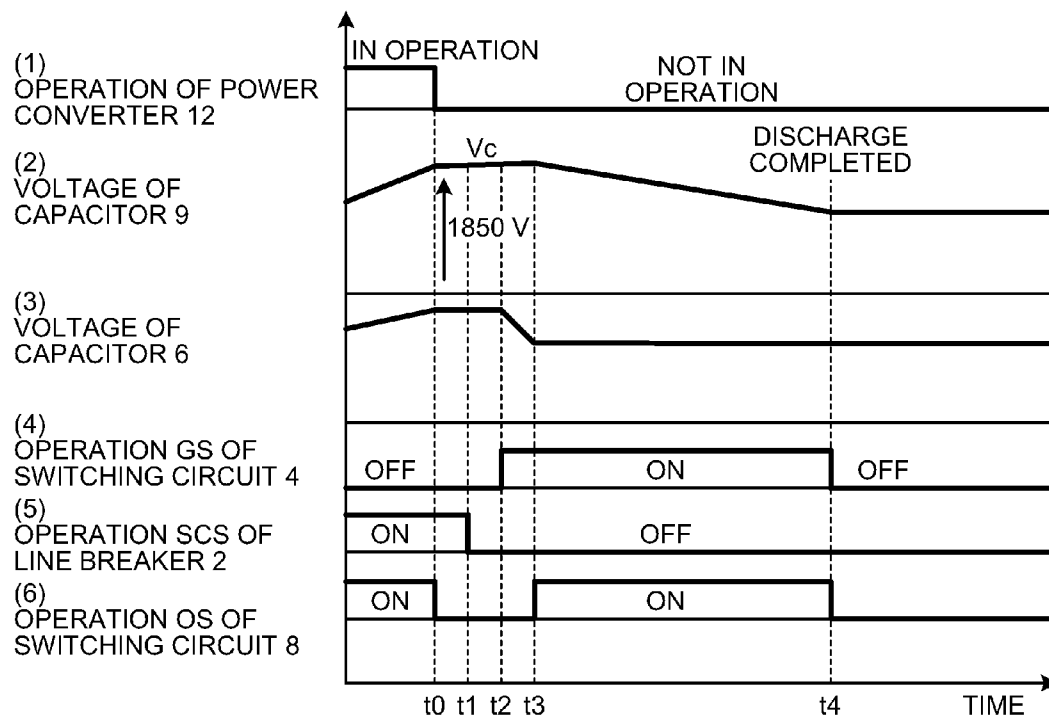 IN OPERATION
(1)
OPERATION OF POWER
CONVERTER 12
NOT IN
OPERATION
(2)
VOLTAGE OF
CAPACITOR 9
Vc
DISCHARGE
COMPLETED
1850 V
(3)
VOLTAGE OF
CAPACITOR 6
(4)
OPERATION GS OF
SWITCHING CIRCUIT 4
OFF
ON
OFF
(5)
OPERATION SCS OF
LINE BREAKER 2
ON
OFF
(6)
OPERATION OS OF
SWITCHING CIRCUIT 8
ON
ON
t0 t1 t2 t3 t4 TIME